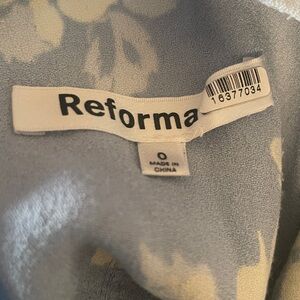 Reforma
16377034
0
MADE IN
CHINA